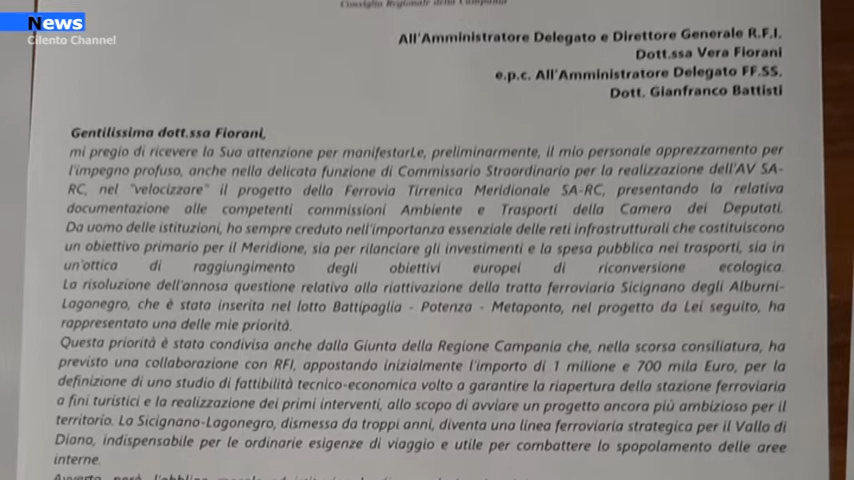 News
Cilento Channel
Consiglio Regionale della Campania
All'Amministratore Delegato e Direttore Generale R.F.I.
Dott.ssa Vera Fiorani
e.p.c. All'Amministratore Delegato FF.SS.
Dott. Gianfranco Battisti
Gentilissima dott.ssa Fiorani,
mi pregio di ricevere la Sua attenzione per manifestarLe, preliminarmente, il mio personale apprezzamento per
l'impegno profuso, anche nella delicata funzione di Commissario Straordinario per la realizzazione dell'AV SA-
RC, nel "velocizzare" il progetto della Ferrovia Tirrenica Meridionale SA-RC, presentando la relativa
documentazione alle competenti commissioni Ambiente e Trasporti della Camera dei Deputati.
Da uomo delle istituzioni, ho sempre creduto nell'importanza essenziale delle reti infrastrutturali che costituiscono
un obiettivo primario per il Meridione, sia per rilanciare gli investimenti e la spesa pubblica nei trasporti, sia in
un'ottica di raggiungimento degli obiettivi europei di riconversione ecologica.
La risoluzione dell'annosa questione relativa alla riattivazione della tratta ferroviaria Sicignano degli Alburni-
Lagonegro, che è stata inserita nel lotto Battipaglia - Potenza - Metaponto, nel progetto da Lei seguito, ha
rappresentato una delle mie priorità.
Questa priorità è stata condivisa anche dalla Giunta della Regione Campania che, nella scorsa consiliatura, ha
previsto una collaborazione con RFI, appostando inizialmente l'importo di 1 milione e 700 mila Euro, per la
definizione di uno studio di fattibilità tecnico-economica volto a garantire la riapertura della stazione ferroviaria
a fini turistici e la realizzazione dei primi interventi, allo scopo di avviare un progetto ancora più ambizioso per il
territorio. La Sicignano-Lagonegro, dismessa da troppi anni, diventa una linea ferroviaria strategica per il Vallo di
Diano, indispensabile per le ordinarie esigenze di viaggio e utile per combattere lo spopolamento delle aree
interne.